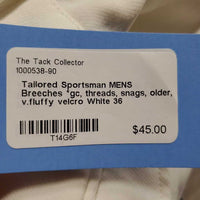 The Tack Collector
1000538-90
Tailored Sportsman MENS
Breeches *gc, threads, snags, older,
v.fluffy velcro White 36
T14G6F
$45.00